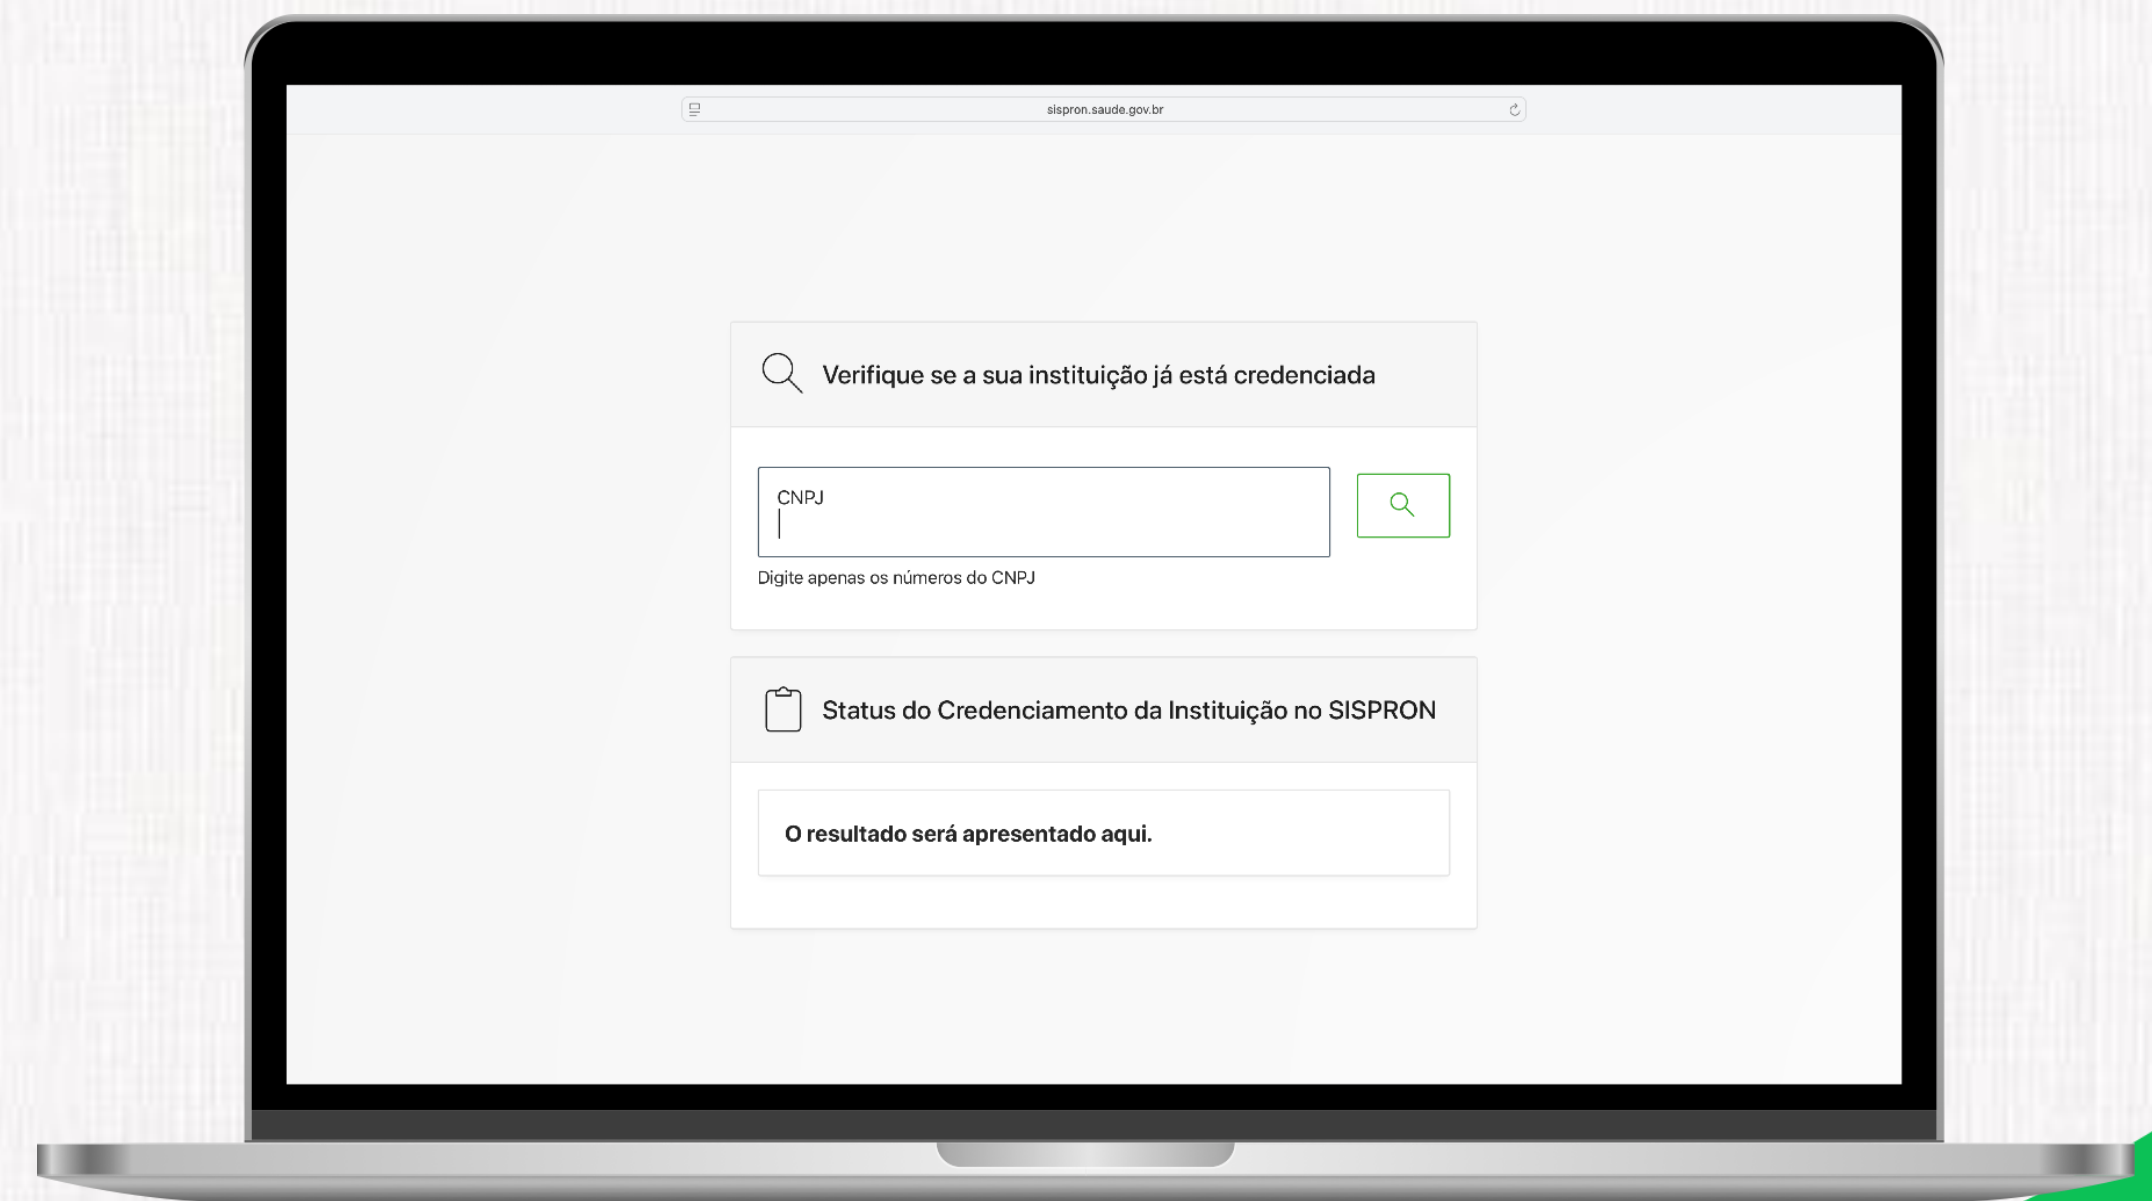 sispron.saude.gov.br
Verifique se a sua instituição já está credenciada
CNPJ
Digite apenas os números do CNPJ
Status do Credenciamento da Instituição no SISPRON
O resultado será apresentado aqui.